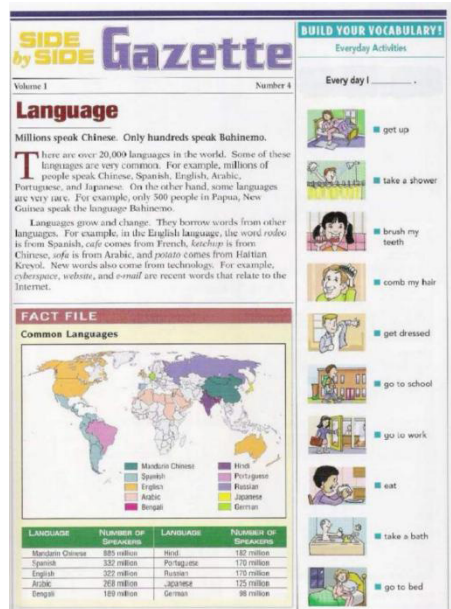 SIDE
by SIDE
Gazette
Volume 1 Number 4
Language
Millions speak Chinese. Only hundreds speak Bahinemo.
There are over 20,000 languages in the world. Some of these
languages are very common. For example, millions of
people speak Chinese, Spanish, English, Arabic,
Portuguese, and Japanese. On the other hand, some languages
are very rare. For example, only 500 people in Papua, New
Guinea speak the language Bahinemo.
Languages grow and change. They borrow words from other
languages. For example, in the English language, the word rodeo
is from Spanish, cafe comes from French, ketchup is from
Chinese, sofa is from Arabic, and potato comes from Haitian
Kreyol. New words also come from technology. For example,
cyberspace, website, and e-mail are recent words that relate to the
Internet.
FACT FILE
Common Languages
Mandarin Chinese
Spanish
English
Arabic
Bengali
Hindi
Portuguese
Russian
Japanese
German
LANGUAGE NUMBER OF SPEAKERS LANGUAGE NUMBER OF SPEAKERS
Mandarin Chinese 885 million Hindi 182 million
Spanish 332 million Portuguese 170 million
English 322 million Russian 170 million
Arabic 268 million Japanese 125 million
Bengali 189 million German 98 million
BUILD YOUR VOCABULARY!
Everyday Activities
Every day I ______ .
get up
take a shower
brush my
teeth
comb my hair
get dressed
go to school
go to work
eat
take a bath
go to bed